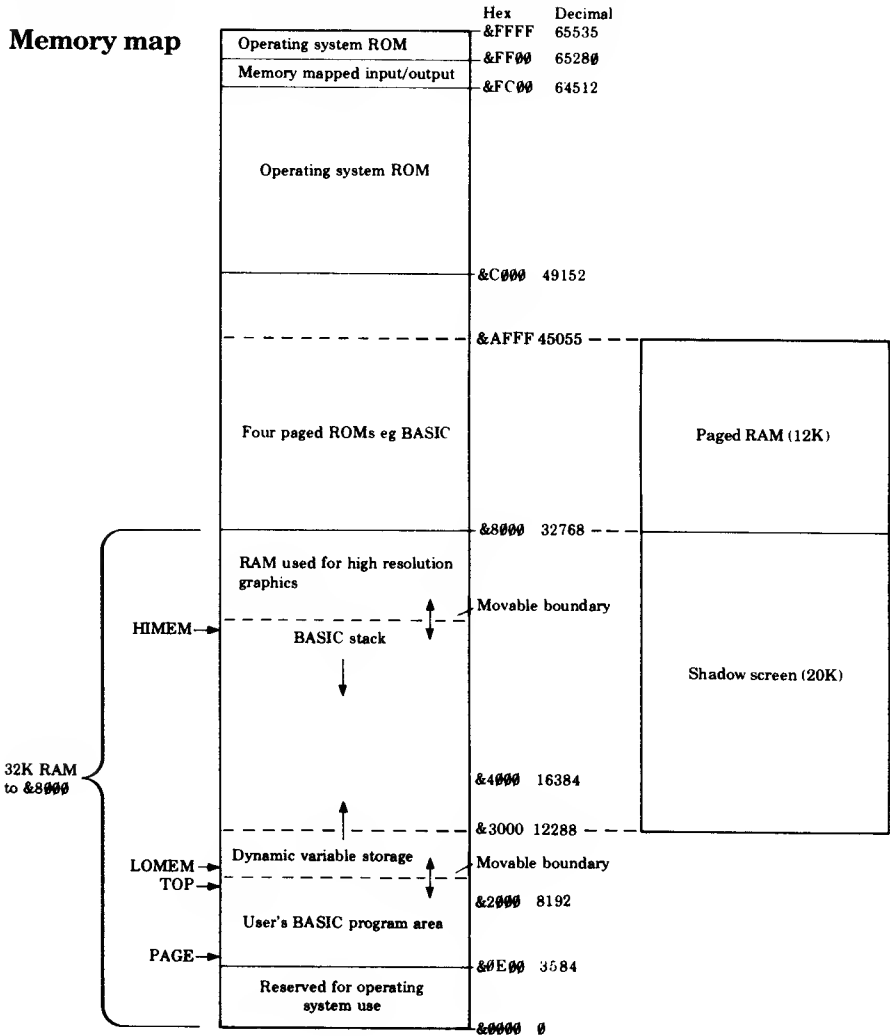 Memory map
Hex Decimal
&FFFF 65535
Operating system ROM
&FF00 65280
Memory mapped input/output
&FC00 64512
Operating system ROM
&C000 49152
&AFFF 45055
Four paged ROMs eg BASIC
Paged RAM (12K)
&8000 32768
RAM used for high resolution
graphics
Movable boundary
HIMEM
BASIC stack
Shadow screen (20K)
32K RAM
to &8000
&4000 16384
&3000 12288
Dynamic variable storage
Movable boundary
LOMEM
TOP
&2000 8192
User's BASIC program area
PAGE
&0E00 3584
Reserved for operating
system use
&0000 0